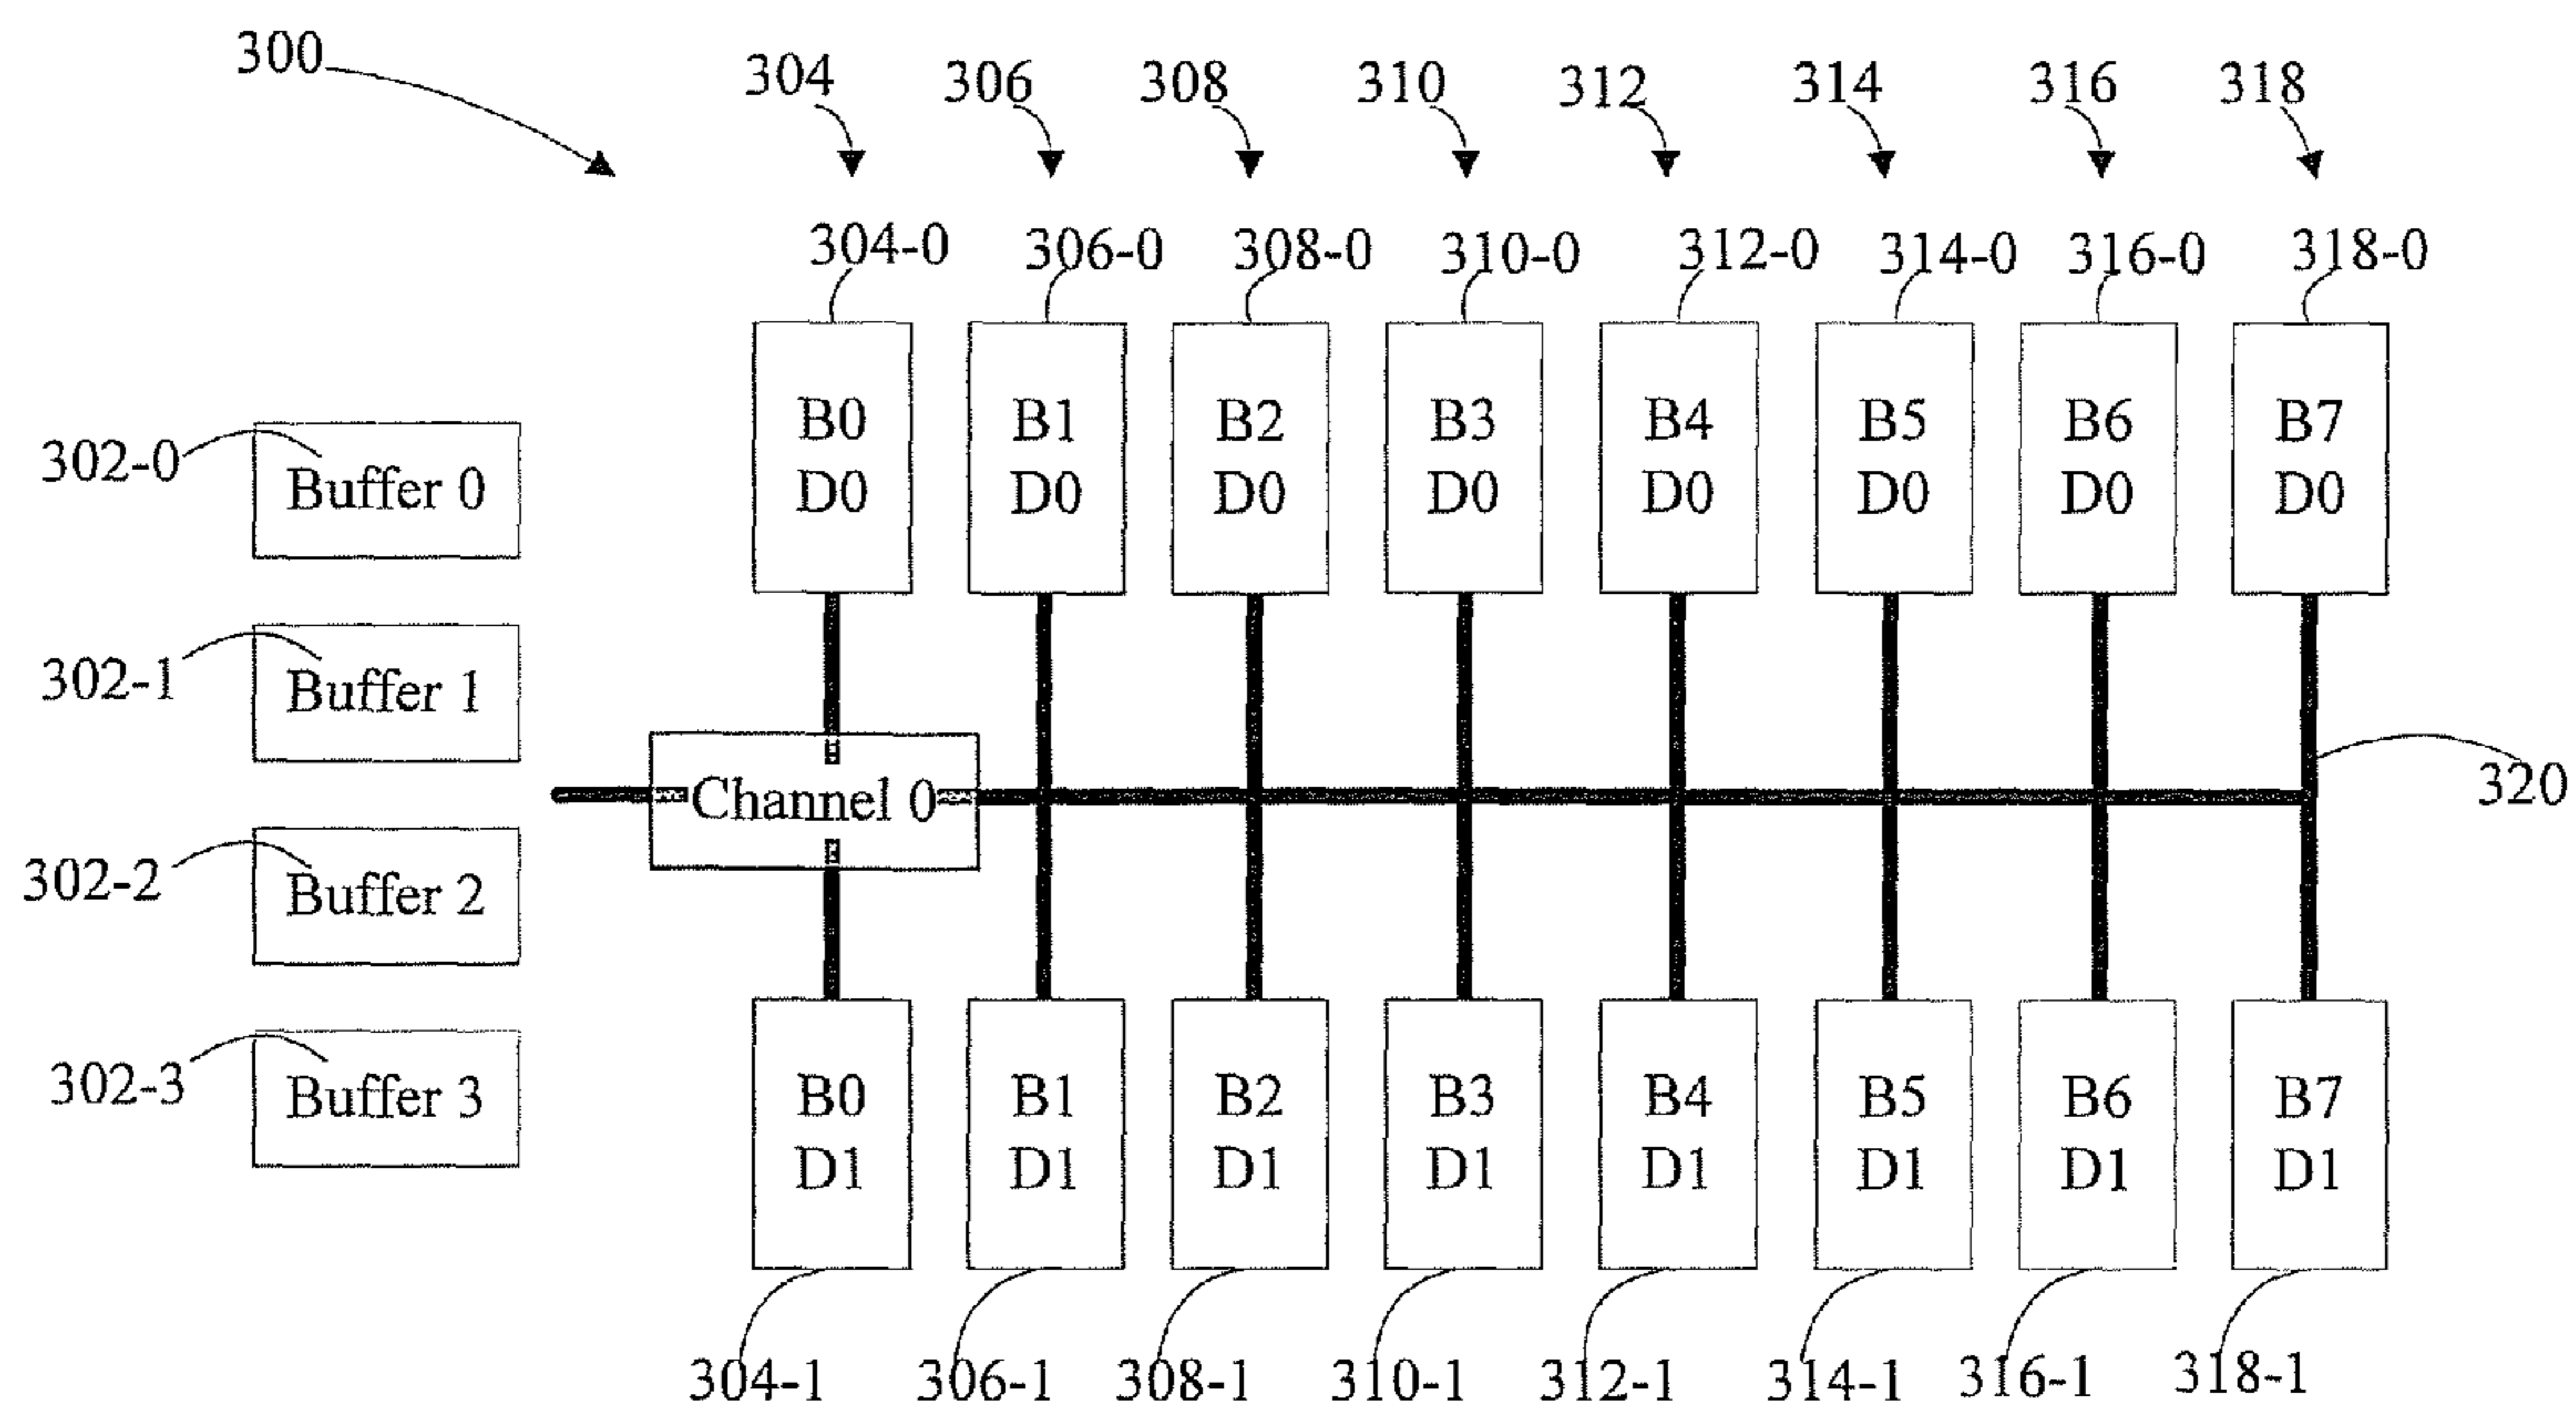 300
304 306 308 310 312 314 316 318
304-0 306-0 308-0 310-0 312-0 314-0 316-0 318-0
B0 B1 B2 B3 B4 B5 B6 B7
D0 D0 D0 D0 D0 D0 D0 D0
302-0
Buffer 0
302-1
Buffer 1
Channel 0
320
302-2
Buffer 2
302-3
Buffer 3
B0 B1 B2 B3 B4 B5 B6 B7
D1 D1 D1 D1 D1 D1 D1 D1
304-1 306-1 308-1 310-1 312-1 314-1 316-1 318-1